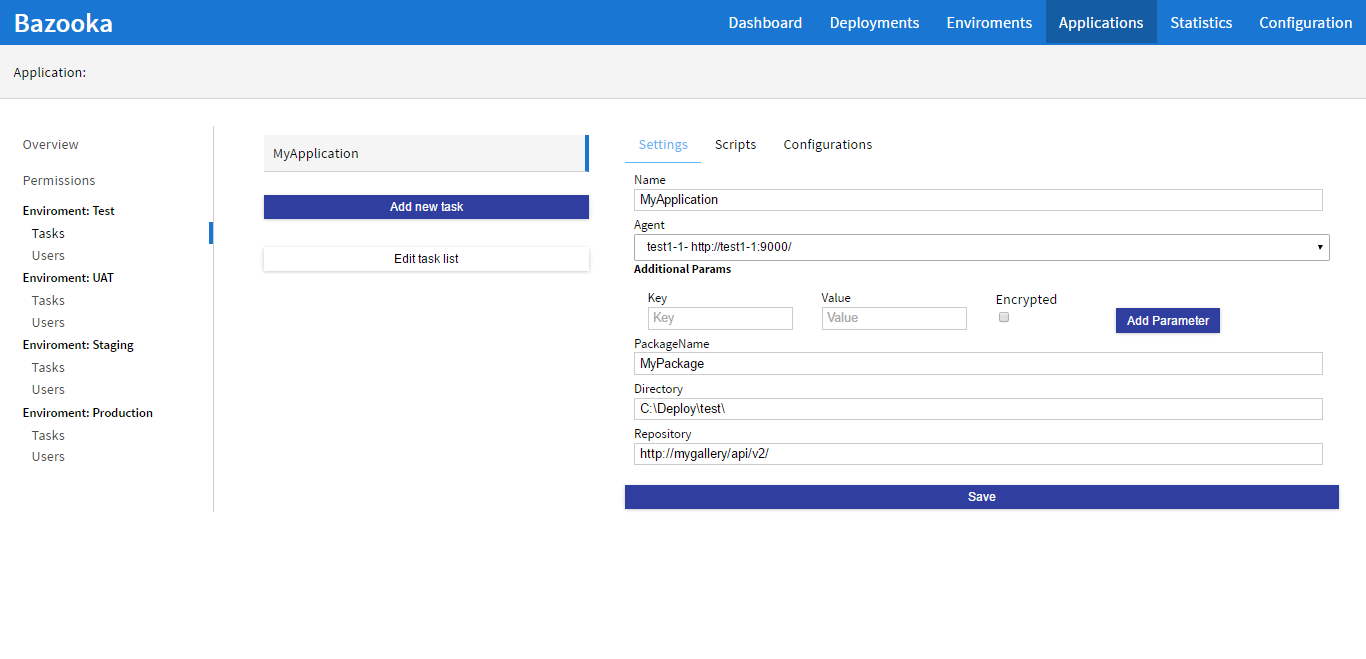 Bazooka
Dashboard Deployments Enviroments Applications Statistics Configuration
Application:
Overview
Permissions
Enviroment: Test
Tasks
Users
Enviroment: UAT
Tasks
Users
Enviroment: Staging
Tasks
Users
Enviroment: Production
Tasks
Users
MyApplication
Add new task
Edit task list
Settings Scripts Configurations
Name
MyApplication
Agent
test1-1- http://test1-1:9000/
Additional Params
Key Value Encrypted
Key Value
Add Parameter
PackageName
MyPackage
Directory
C:\Deploy\test\
Repository
http://mygallery/api/v2/
Save